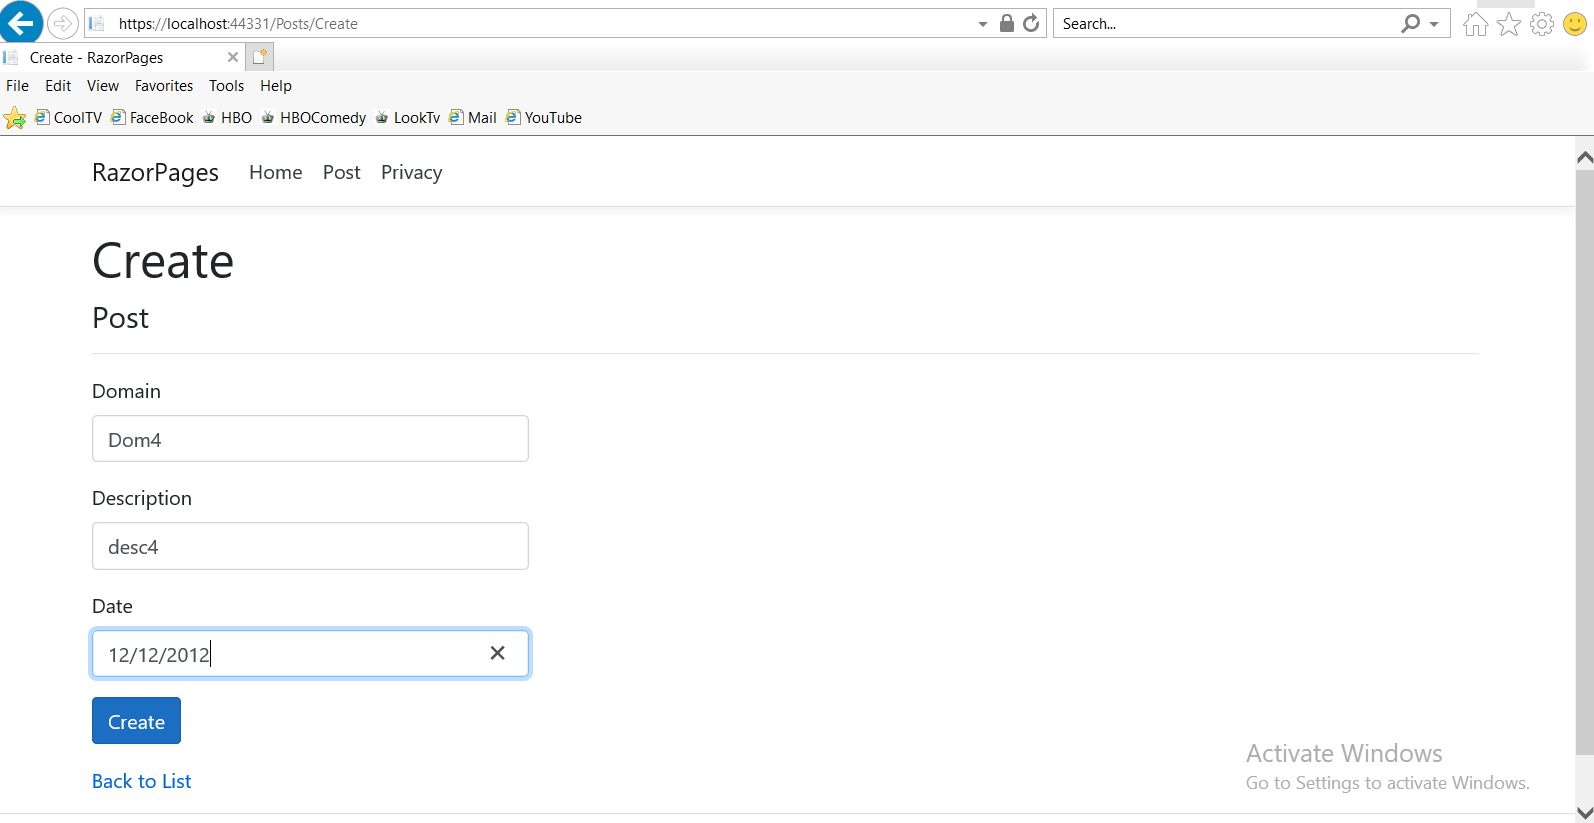 https://localhost:44331/Posts/Create
Search...
Create - RazorPages
File Edit View Favorites Tools Help
CoolTV FaceBook HBO HBOComedy LookTv Mail YouTube
RazorPages Home Post Privacy
Create
Post
Domain
Dom4
Description
desc4
Date
12/12/2012
Create
Back to List
Activate Windows
Go to Settings to activate Windows.